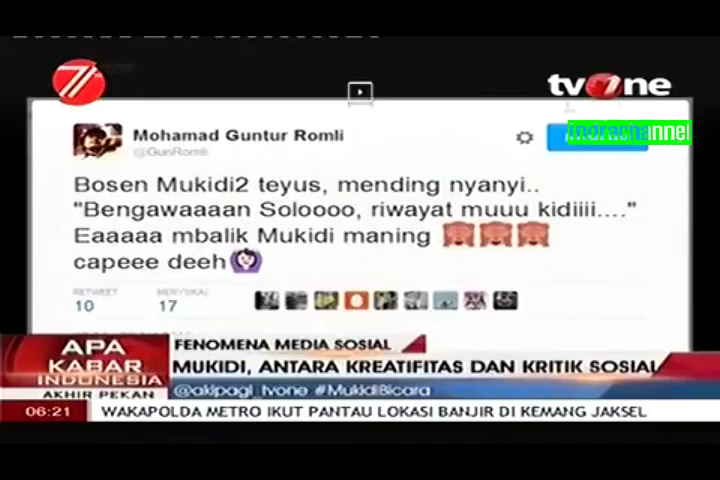 tvOne
indrachannel
Mohamad Guntur Romli
@GunRomli
Bosen Mukidi2 teyus, mending nyanyi..
"Bengawaaaan Soloooo, riwayat muuu kidiiii...."
Eaaaaa mbalik Mukidi maning
capeee deeh
RETWEET
MENYUKAI
10
17
APA
KABAR
INDONESIA
AKHIR PEKAN
FENOMENA MEDIA SOSIAL
MUKIDI, ANTARA KREATIFITAS DAN KRITIK SOSIAL
@akipagi_tvone #MukidiBicara
06:21
WAKAPOLDA METRO IKUT PANTAU LOKASI BANJIR DI KEMANG JAKSEL